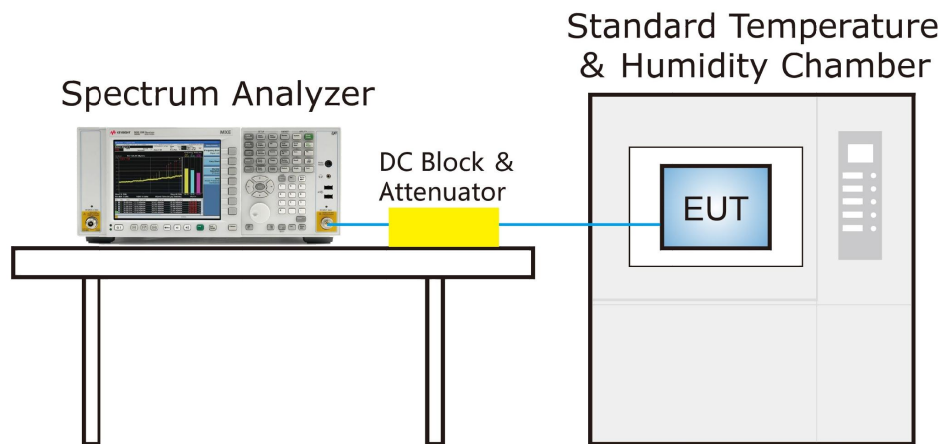 Standard Temperature
& Humidity Chamber
Spectrum Analyzer
DC Block &
Attenuator
EUT